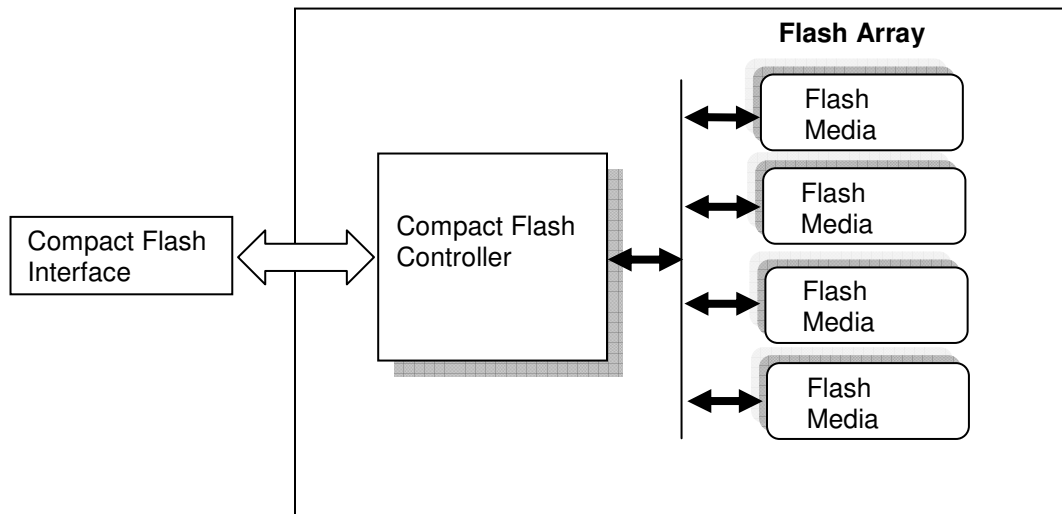 Flash Array
Flash
Media
Flash
Media
Compact Flash
Controller
Compact Flash
Interface
Flash
Media
Flash
Media